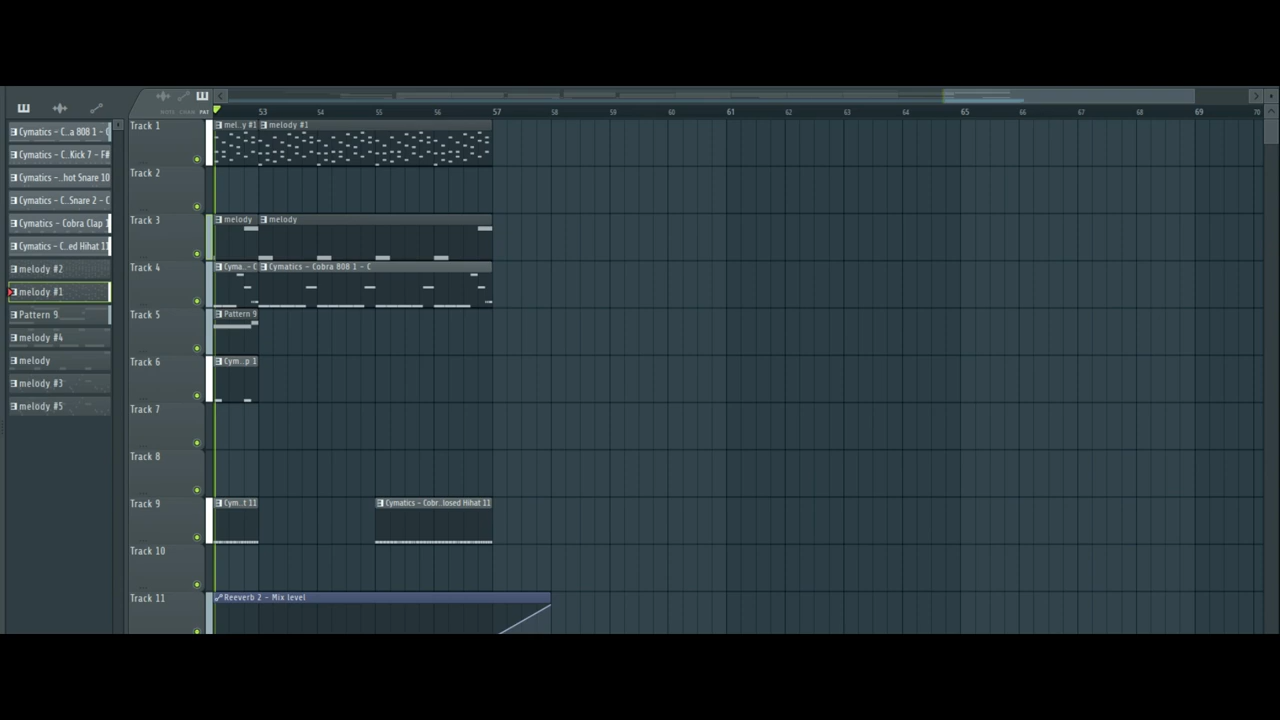 NOTE CHAN PAT
53 54 55 56 57 58 59 60 61 62 63 64 65 66 67 68 69 70
Cymatics - C..a 808 1 - C
Cymatics - C...Kick 7 - F#
Cymatics - ..hot Snare 10
Cymatics - C...Snare 2 - C
Cymatics - Cobra Clap 1
Cymatics - C...ed Hihat 11
melody #2
melody #1
Pattern 9
melody #4
melody
melody #3
melody #5
Track 1
mel..y #1 melody #1
Track 2
Track 3
melody melody
Track 4
Cyma..- C Cymatics - Cobra 808 1 - C
Track 5
Pattern 9
Track 6
Cym..p 1
Track 7
Track 8
Track 9
Cym..t 11 Cymatics - Cobr..losed Hihat 11
Track 10
Track 11
Reeverb 2 - Mix level